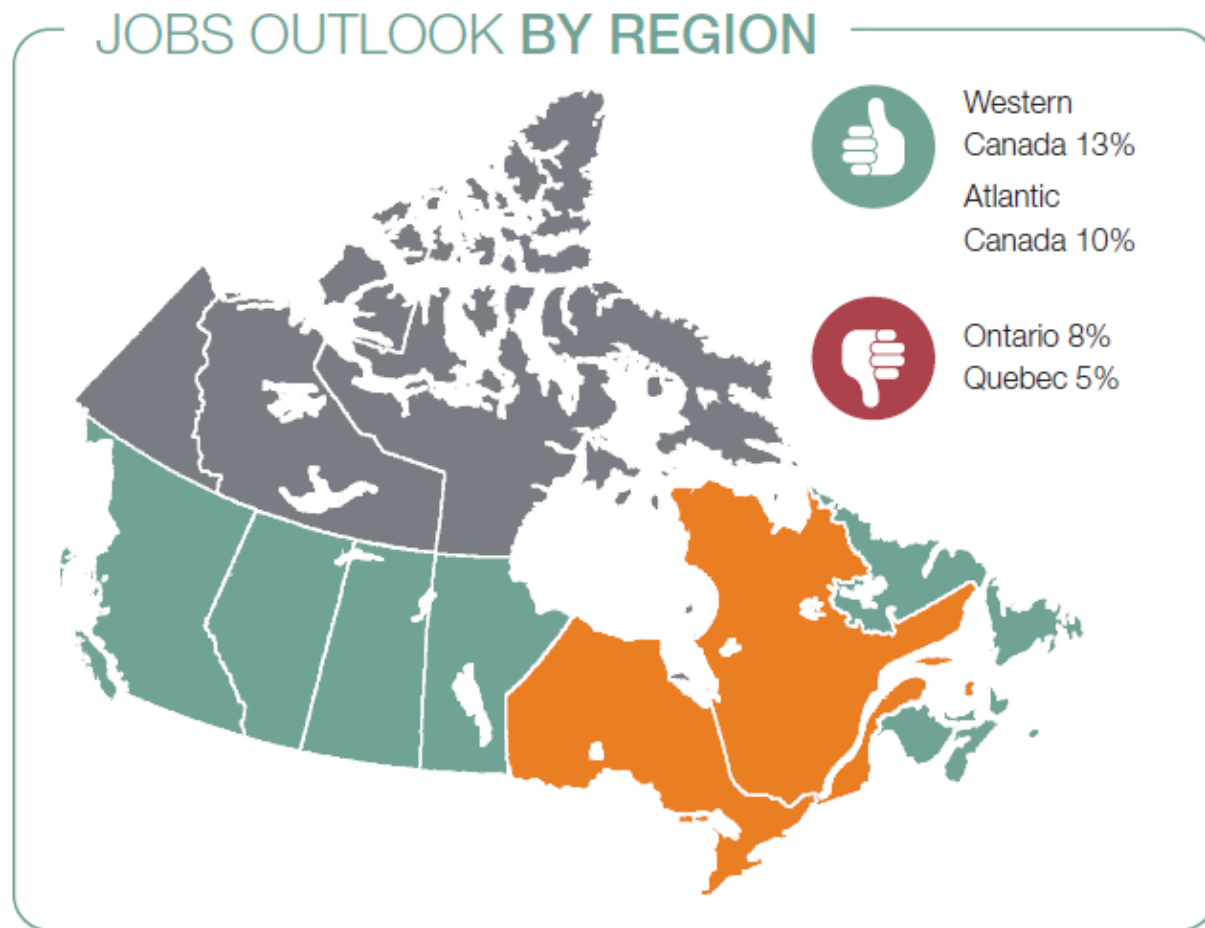 JOBS OUTLOOK BY REGION
Western
Canada 13%
Atlantic
Canada 10%
Ontario 8%
Quebec 5%